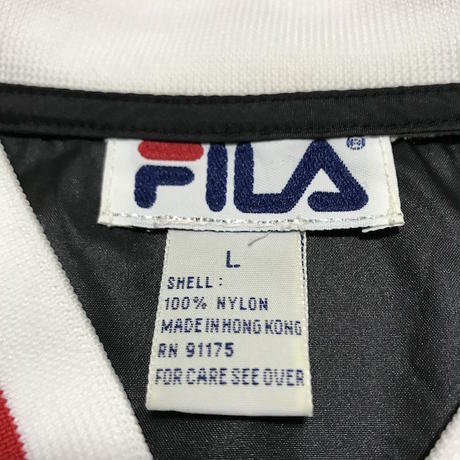 FILA®
L
SHELL:
100% NYLON
MADE IN HONG KONG
RN 91175
FOR CARE SEE OVER